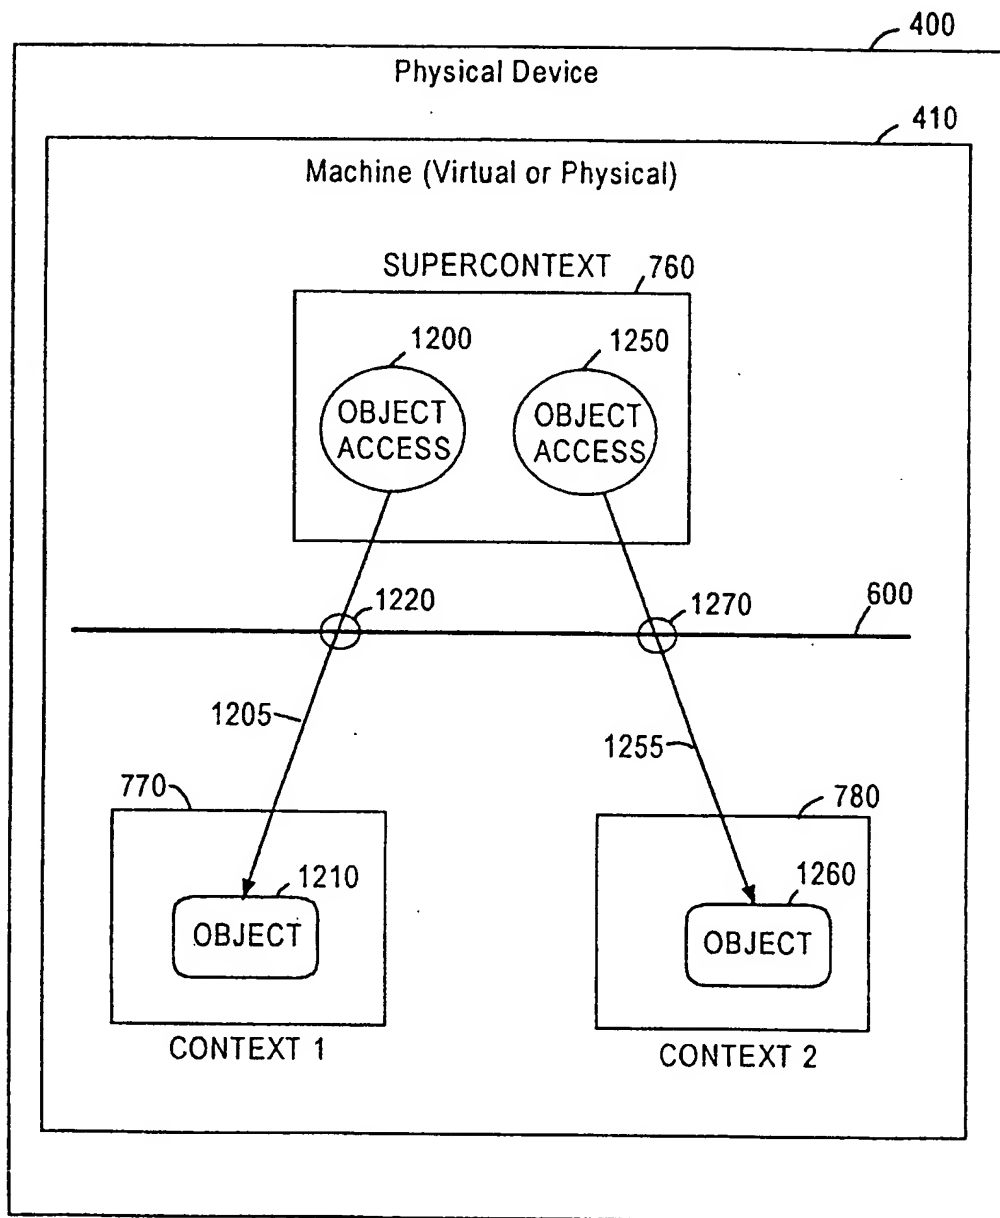 400
Physical Device
410
Machine (Virtual or Physical)
SUPERCONTEXT
760
1200
1250
OBJECT
ACCESS
OBJECT
ACCESS
1220
1270
600
1205
1255
770
780
1210
1260
OBJECT
OBJECT
CONTEXT 1
CONTEXT 2